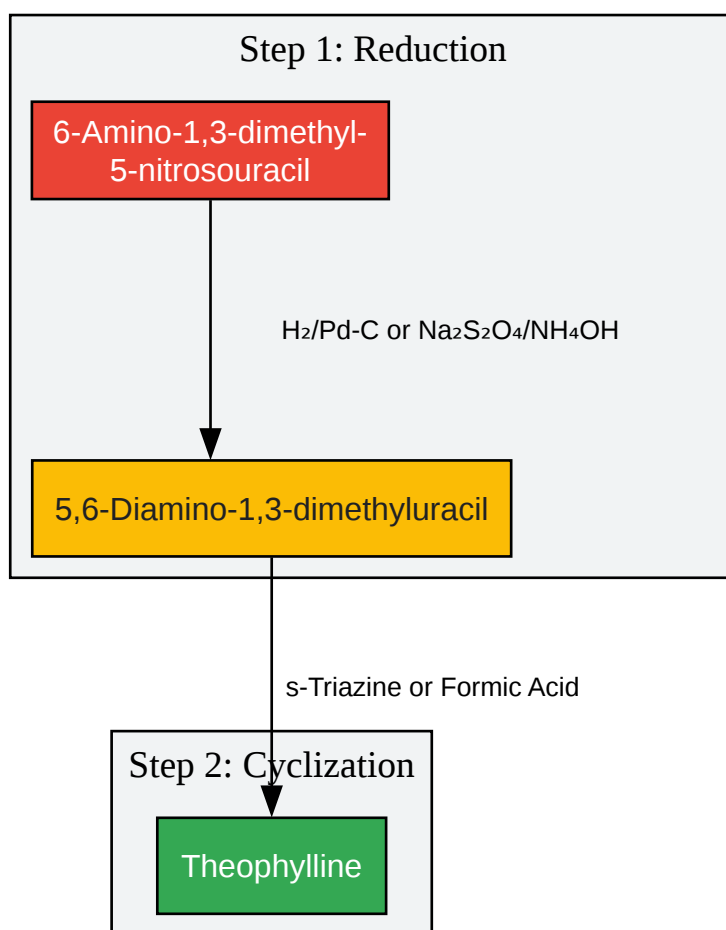 Step 1: Reduction
6-Amino-1,3-dimethyl-
5-nitrosouracil
H₂/Pd-C or Na₂S₂O₄/NH₄OH
5,6-Diamino-1,3-dimethyluracil
s-Triazine or Formic Acid
Step 2: Cyclization
Theophylline